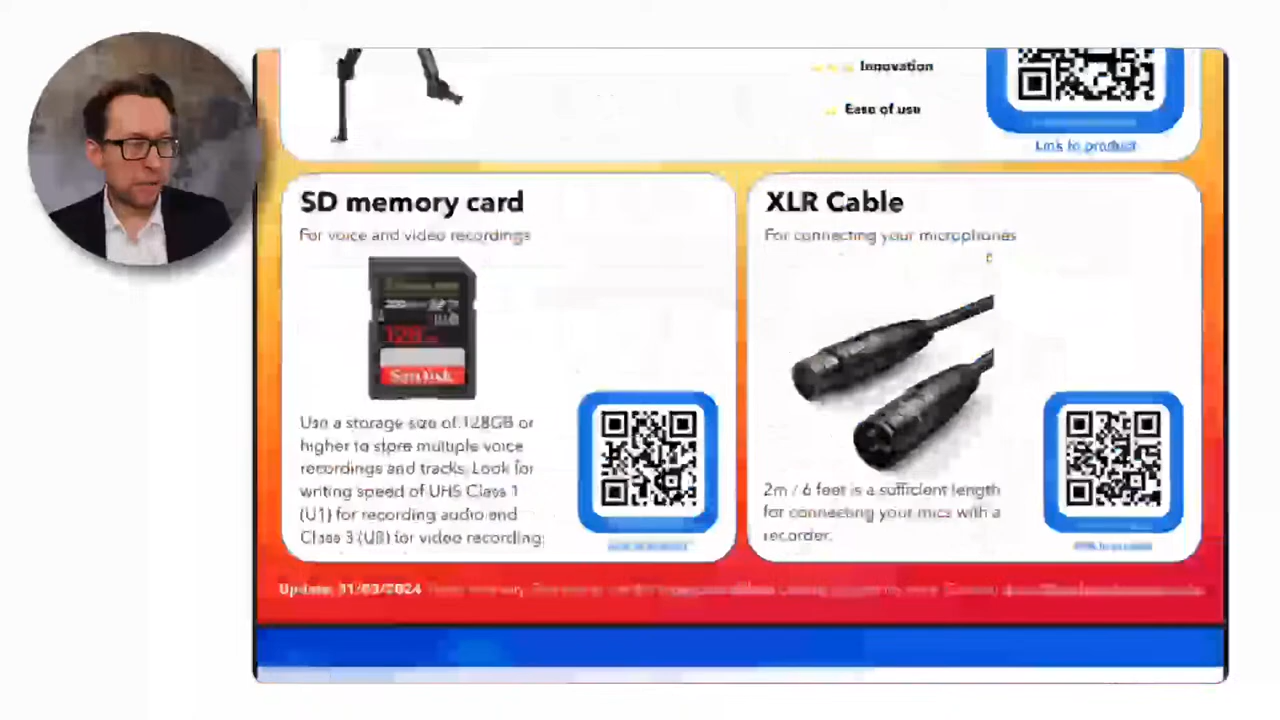 Innovation
Ease of use
Link to product
SD memory card
For voice and video recordings
128
SanDisk
Use a storage size of 128GB or
higher to store multiple voice
recordings and tracks. Look for
writing speed of UHS Class 1
(U1) for recording audio and
Class 3 (U3) for video recording.
XLR Cable
For connecting your microphones
2m / 6 feet is a sufficient length
for connecting your mics with a
recorder.
Update: